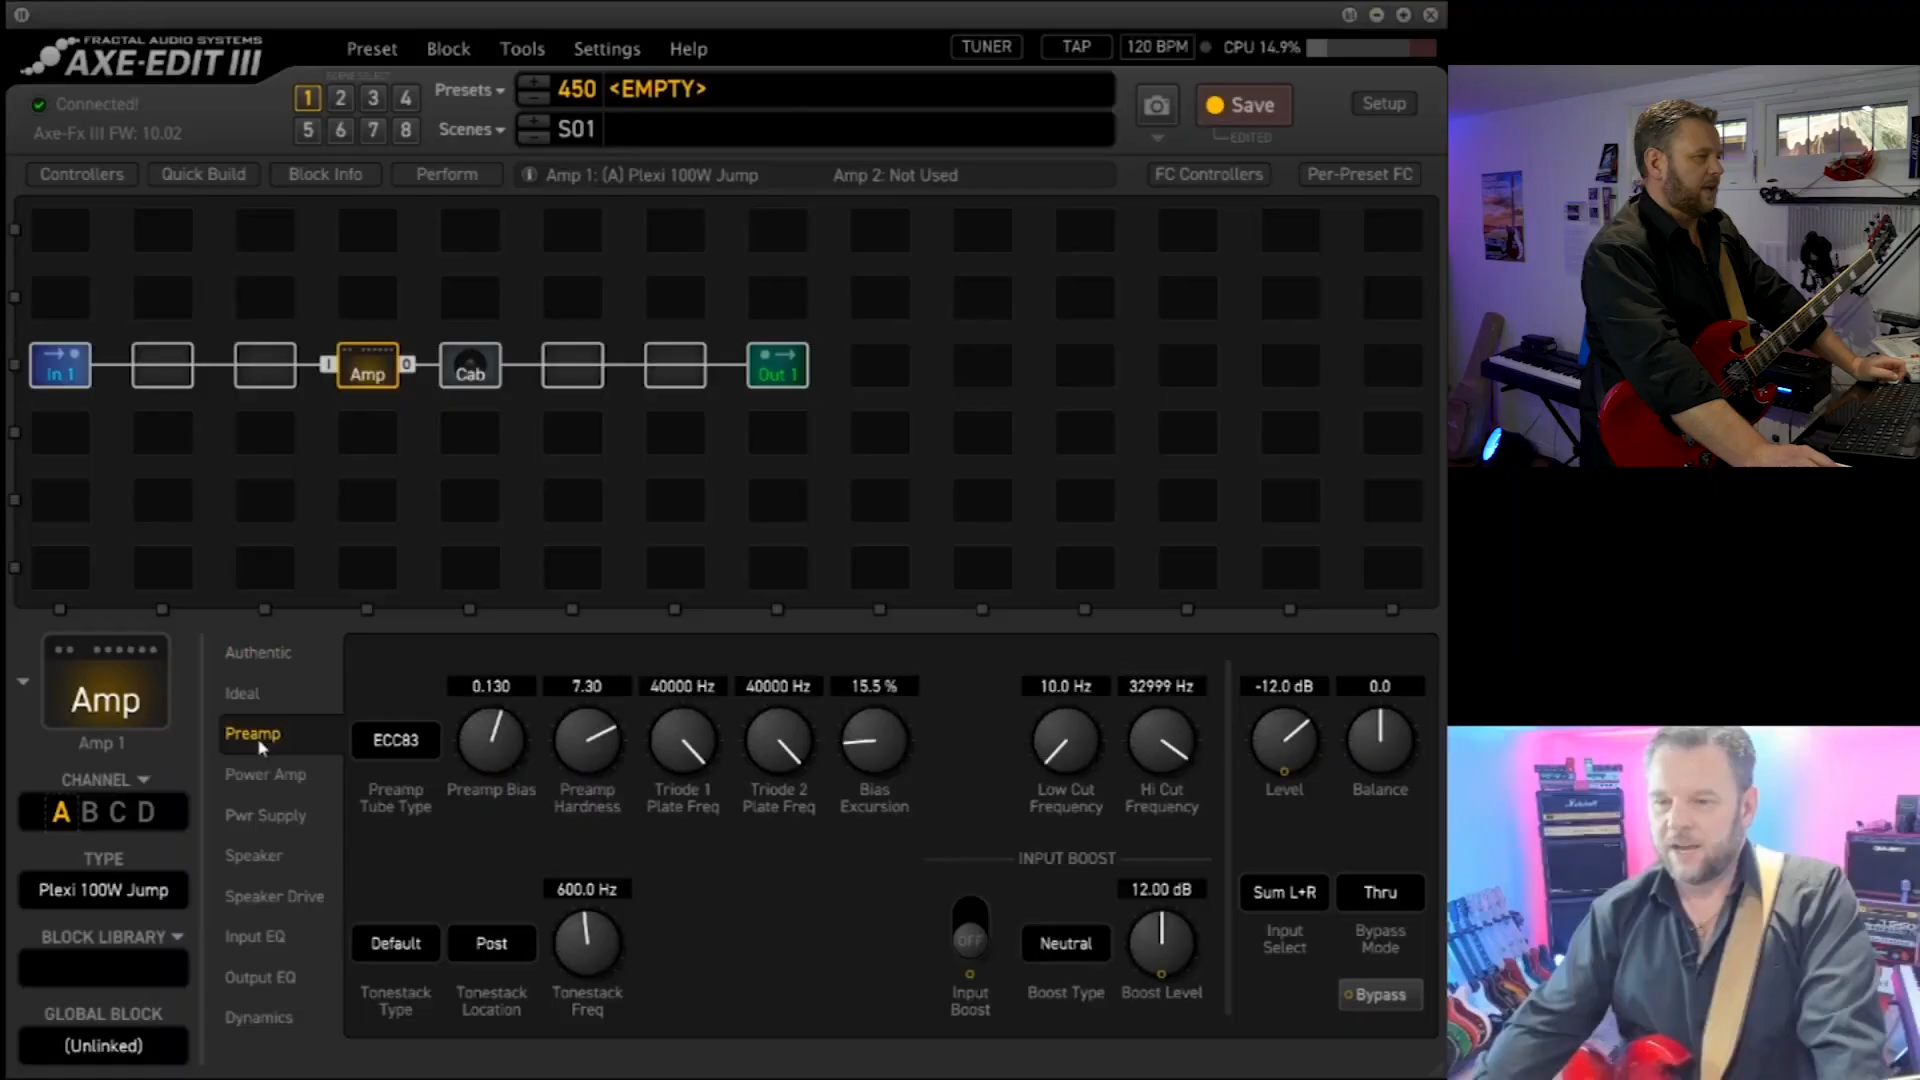 FRACTAL AUDIO SYSTEMS
AXE-EDIT III
Preset Block Tools Settings Help
TUNER TAP 120 BPM CPU 14.9%
Connected!
Axe-Fx III FW: 10.02
SCENE SELECT
1 2 3 4
5 6 7 8
Presets 450 <EMPTY>
Scenes S01
Save
EDITED
Setup
Controllers Quick Build Block Info Perform
Amp 1: (A) Plexi 100W Jump Amp 2: Not Used
FC Controllers Per-Preset FC
In 1 I Amp O Cab Out 1
Amp
Amp 1
CHANNEL
A B C D
TYPE
Plexi 100W Jump
BLOCK LIBRARY
GLOBAL BLOCK
(Unlinked)
Authentic
Ideal
Preamp
Power Amp
Pwr Supply
Speaker
Speaker Drive
Input EQ
Output EQ
Dynamics
0.130 7.30 40000 Hz 40000 Hz 15.5 % 10.0 Hz 32999 Hz -12.0 dB 0.0
ECC83
Preamp Tube Type
Preamp Bias
Preamp Hardness
Triode 1 Plate Freq
Triode 2 Plate Freq
Bias Excursion
Low Cut Frequency
Hi Cut Frequency
Level
Balance
INPUT BOOST
600.0 Hz 12.00 dB
Default Post OFF Neutral Sum L+R Thru
Tonestack Type
Tonestack Location
Tonestack Freq
Input Boost
Boost Type
Boost Level
Input Select
Bypass Mode
Bypass